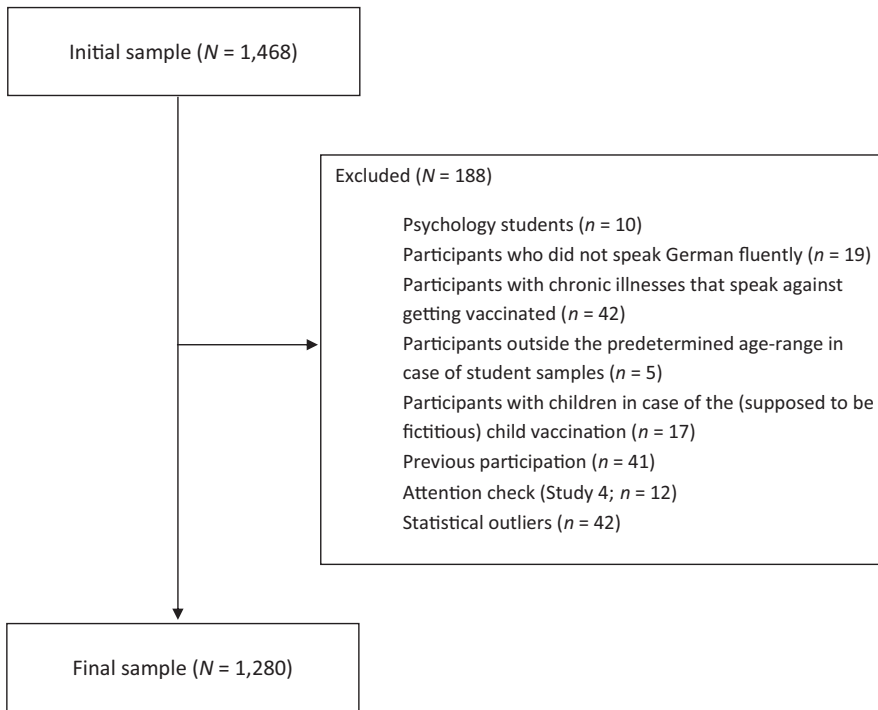 Initial sample (N = 1,468)
Excluded (N = 188)
Psychology students (n = 10)
Participants who did not speak German fluently (n = 19)
Participants with chronic illnesses that speak against
getting vaccinated (n = 42)
Participants outside the predetermined age-range in
case of student samples (n = 5)
Participants with children in case of the (supposed to be
fictitious) child vaccination (n = 17)
Previous participation (n = 41)
Attention check (Study 4; n = 12)
Statistical outliers (n = 42)
Final sample (N = 1,280)